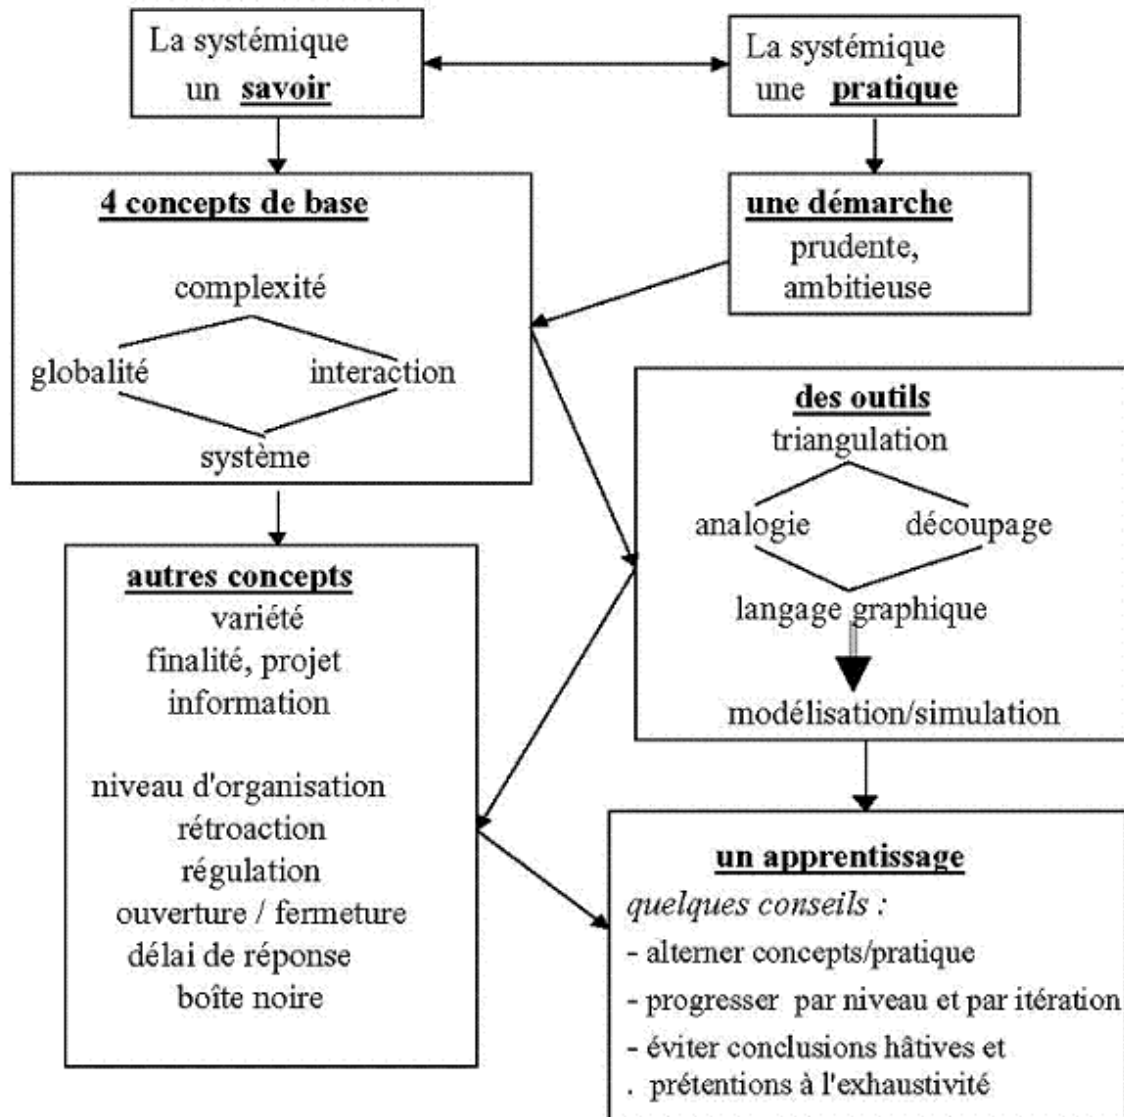 La systémique
un savoir
La systémique
une pratique
4 concepts de base
complexité
globalité interaction
système
une démarche
prudente,
ambitieuse
des outils
triangulation
analogie découpage
langage graphique
modélisation/simulation
autres concepts
variété
finalité, projet
information
niveau d'organisation
rétroaction
régulation
ouverture / fermeture
délai de réponse
boîte noire
un apprentissage
quelques conseils :
- alterner concepts/pratique
- progresser par niveau et par itération
- éviter conclusions hâtives et
. prétentions à l'exhaustivité